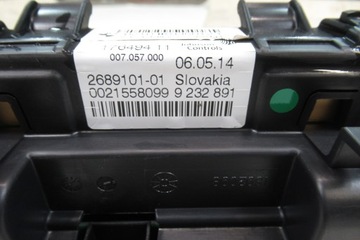 007.057.000
Controls
06.05.14
2689101-01 Slovakia
0021558099 9 232 891